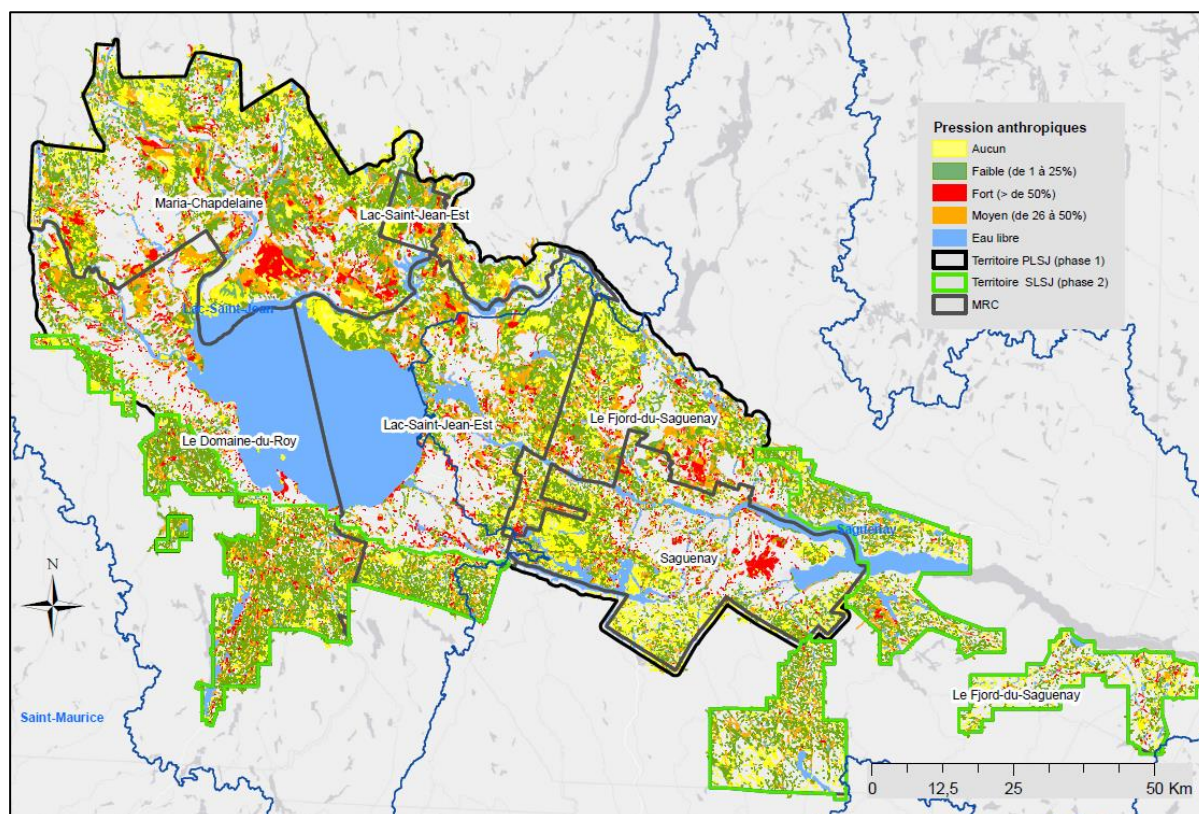 Pression anthropiques
Aucun
Faible (de 1 à 25%)
Fort (> de 50%)
Moyen (de 26 à 50%)
Eau libre
Territoire PLSJ (phase 1)
Territoire SLSJ (phase 2)
MRC
Maria-Chapdelaine
Lac-Saint-Jean-Est
Lac-Saint-Jean
Le Domaine-du-Roy
Lac-Saint-Jean-Est
Le Fjord-du-Saguenay
Saguenay
Saguenay
N
Saint-Maurice
Le Fjord-du-Saguenay
0 12,5 25 50 Km